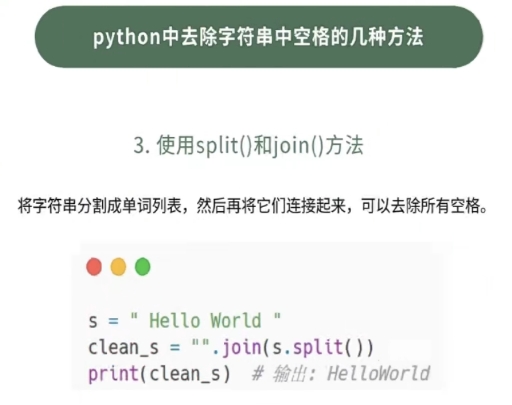 python中去除字符串中空格的几种方法
3. 使用split()和join()方法
将字符串分割成单词列表，然后再将它们连接起来，可以去除所有空格。
s = " Hello World "
clean_s = "".join(s.split())
print(clean_s)  # 输出: HelloWorld